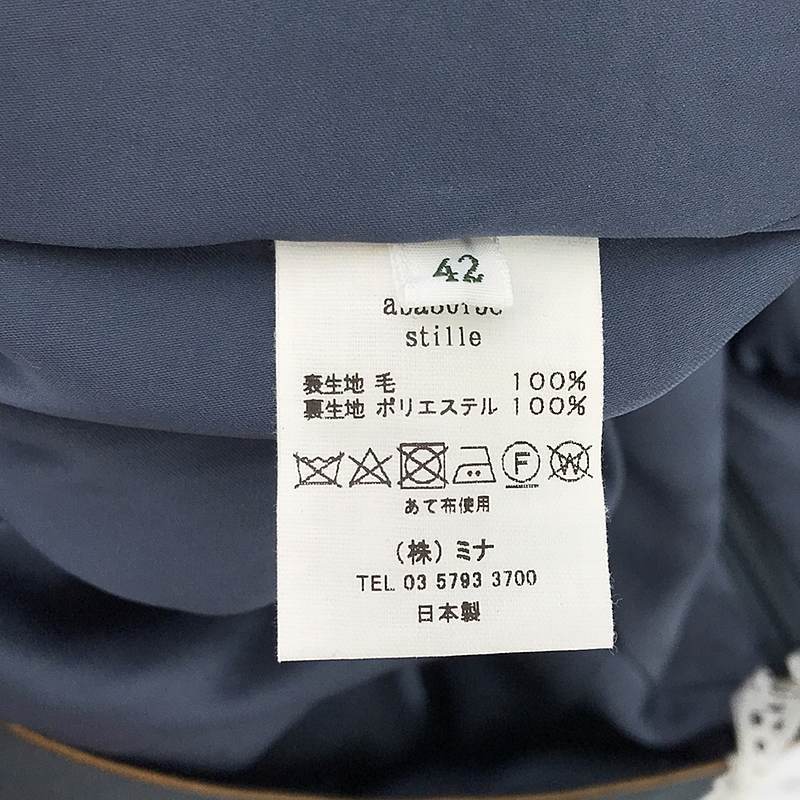 42
stille
表生地 毛 100%
裏生地 ポリエステル 100%
F W
あて布使用
(株) ミナ
TEL 03 5793 3700
日本製